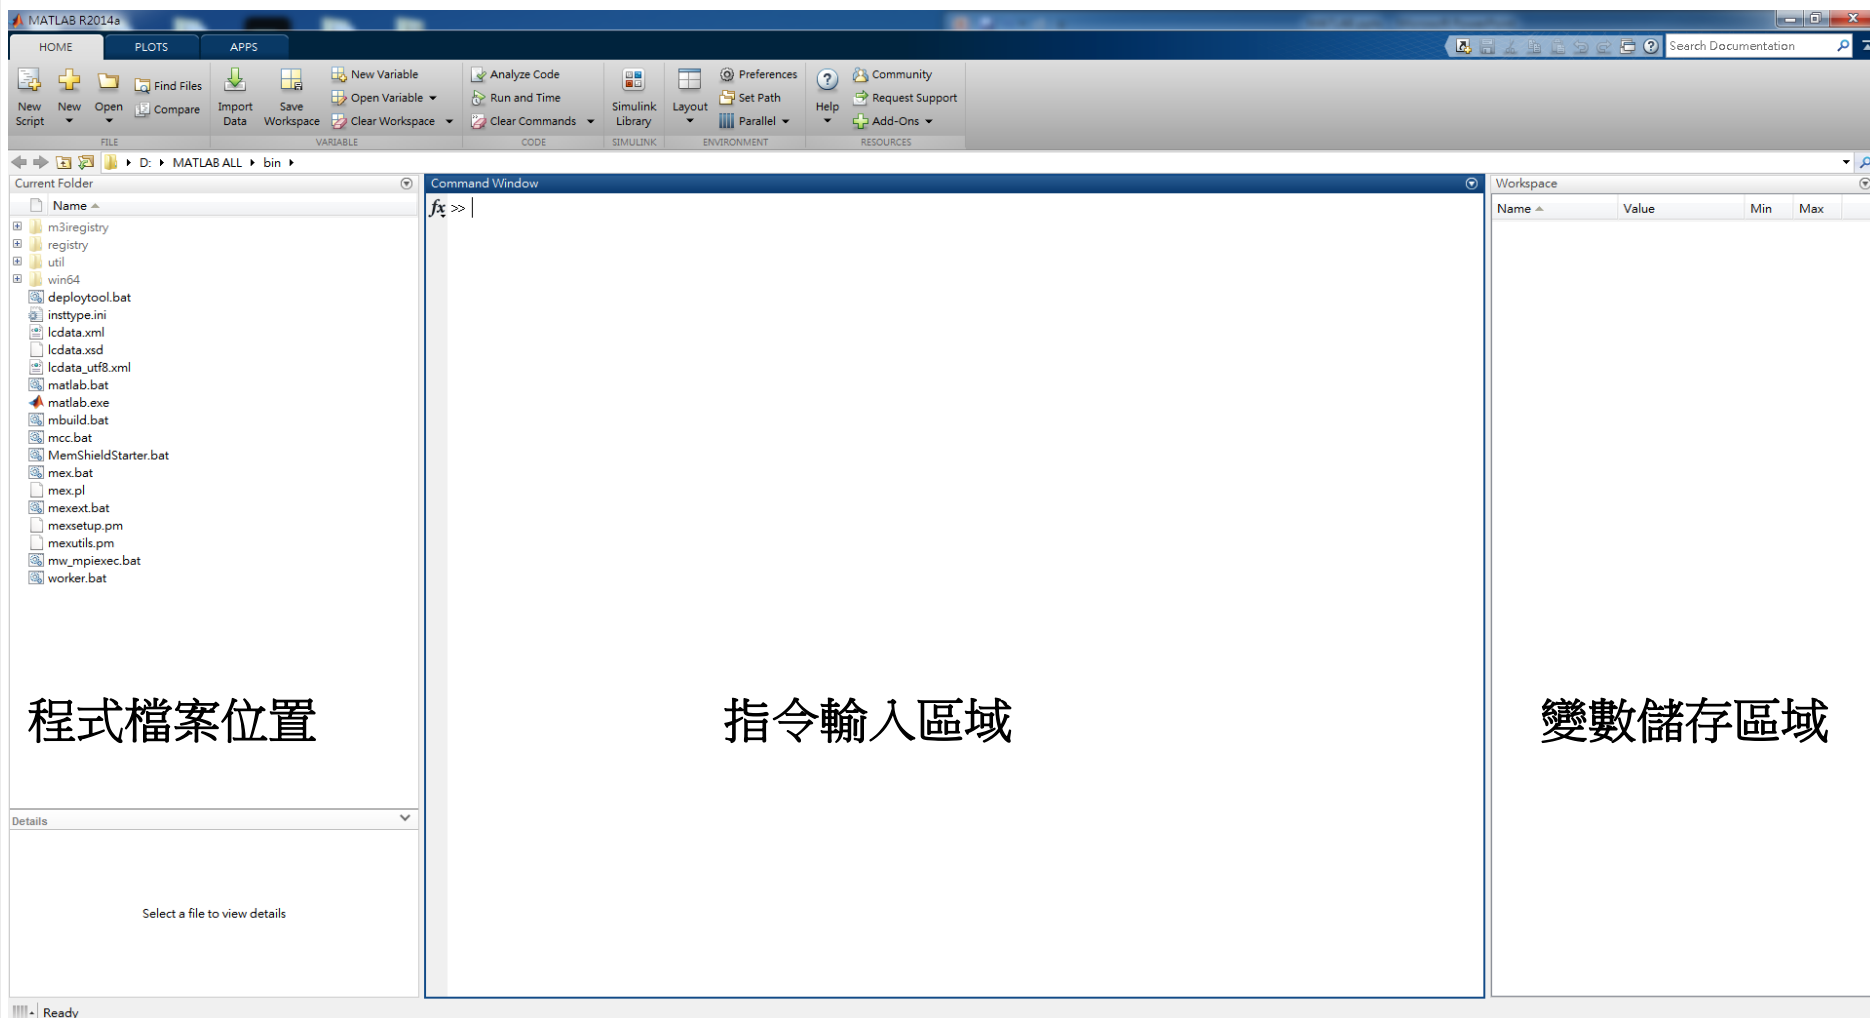 MATLAB R2014a
HOME PLOTS APPS
Search Documentation
New Script
New
Open
Find Files
Compare
FILE
Import Data
Save Workspace
New Variable
Open Variable
Clear Workspace
VARIABLE
Analyze Code
Run and Time
Clear Commands
CODE
Simulink Library
SIMULINK
Layout
Preferences
Set Path
Parallel
ENVIRONMENT
Help
Community
Request Support
Add-Ons
RESOURCES
D: MATLAB ALL bin
Current Folder
Name
m3iregistry
registry
util
win64
deploytool.bat
insttype.ini
lcdata.xml
lcdata.xsd
lcdata_utf8.xml
matlab.bat
matlab.exe
mbuild.bat
mcc.bat
MemShieldStarter.bat
mex.bat
mex.pl
mexext.bat
mexsetup.pm
mexutils.pm
mw_mpiexec.bat
worker.bat
程式檔案位置
Details
Select a file to view details
Command Window
fx >>
指令輸入區域
Workspace
Name Value Min Max
變數儲存區域
Ready